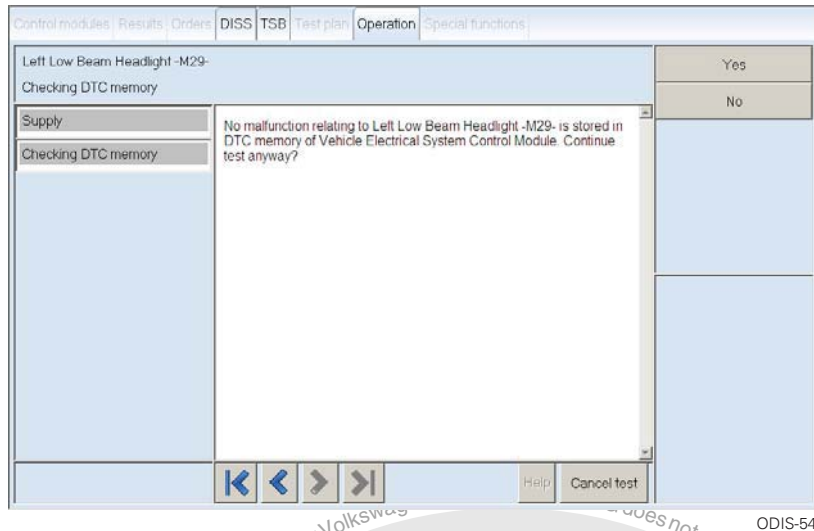 Control modules Results Orders DISS TSB Test plan Operation Special functions
Left Low Beam Headlight -M29-
Checking DTC memory
Yes
No
Supply
Checking DTC memory
No malfunction relating to Left Low Beam Headlight -M29- is stored in
DTC memory of Vehicle Electrical System Control Module. Continue
test anyway?
Help Cancel test
does not
ODIS-54